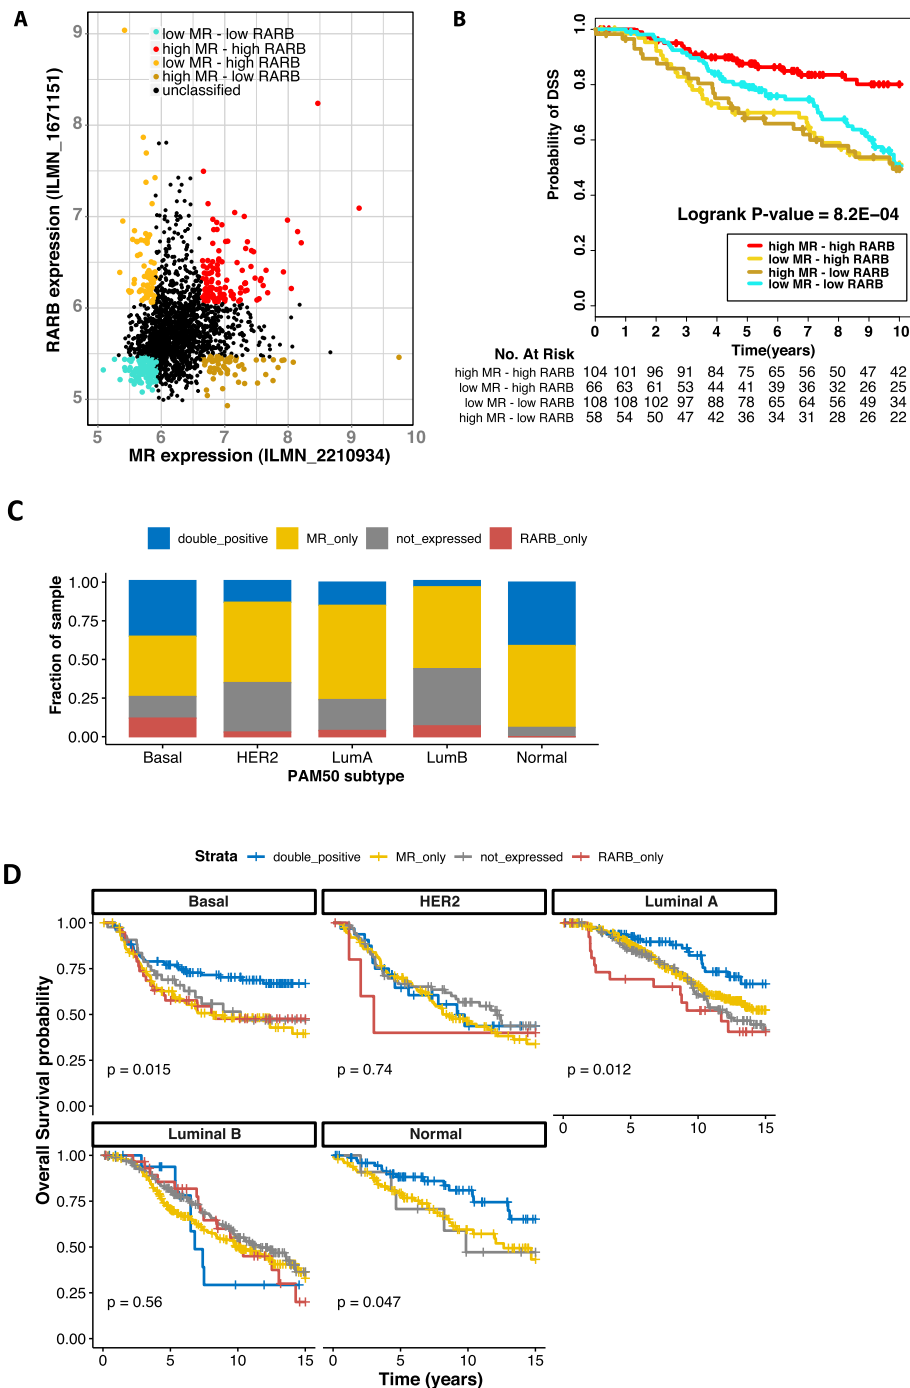 A
low MR - low RARB
high MR - high RARB
low MR - high RARB
high MR - low RARB
unclassified
9
8
7
6
5
RARB expression (ILMN_1671151)
5
6
7
8
9
10
MR expression (ILMN_2210934)
B
Probability of DSS
1.0
0.8
0.6
0.4
0.2
0.0
Logrank P-value = 8.2E−04
high MR - high RARB
low MR - high RARB
high MR - low RARB
low MR - low RARB
0 1 2 3 4 5 6 7 8 9 10
Time(years)
No. At Risk
high MR - high RARB 104 101 96 91 84 75 65 56 50 47 42
low MR - high RARB 66 63 61 53 44 41 39 36 32 26 25
low MR - low RARB 108 108 102 97 88 78 65 64 56 49 34
high MR - low RARB 58 54 50 47 42 36 34 31 28 26 22
C
double_positive MR_only not_expressed RARB_only
Fraction of sample
1.00
0.75
0.50
0.25
0.00
Basal HER2 LumA LumB Normal
PAM50 subtype
D
Strata double_positive MR_only not_expressed RARB_only
Overall Survival probability
Basal HER2 Luminal A
1.00
0.75
0.50
0.25
0.00
p = 0.015 p = 0.74 p = 0.012
0 5 10 15
Luminal B Normal
1.00
0.75
0.50
0.25
0.00
p = 0.56 p = 0.047
0 5 10 15 0 5 10 15
Time (years)